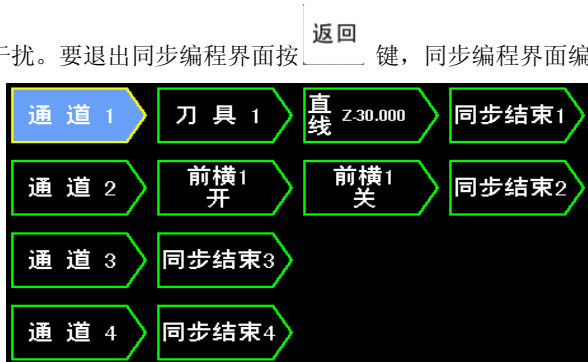 返回
干扰。要退出同步编程界面按 键，同步编程界面编
通 道 1 刀 具 1 直线 Z-30.000 同步结束1
通 道 2 前横1开 前横1关 同步结束2
通 道 3 同步结束3
通 道 4 同步结束4